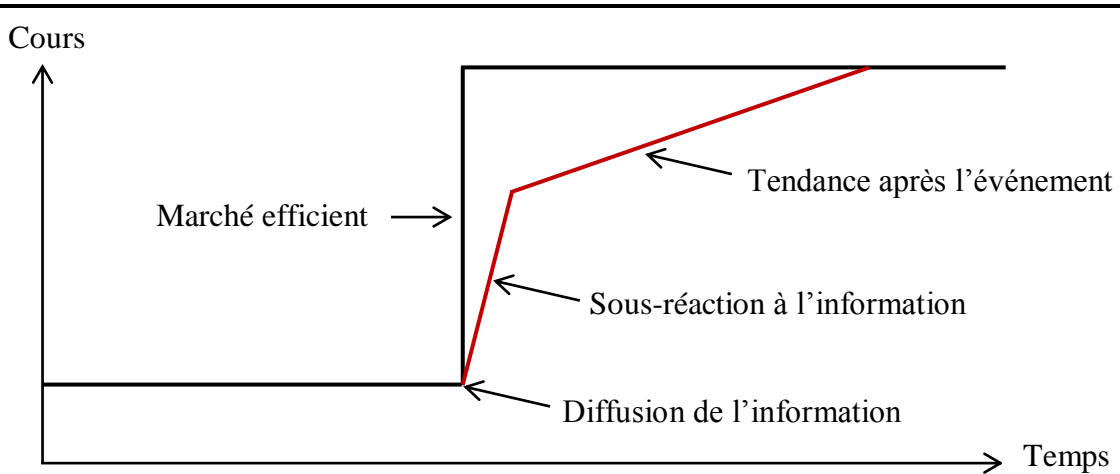 Cours
Tendance après l’événement
Marché efficient
Sous-réaction à l’information
Diffusion de l’information
Temps